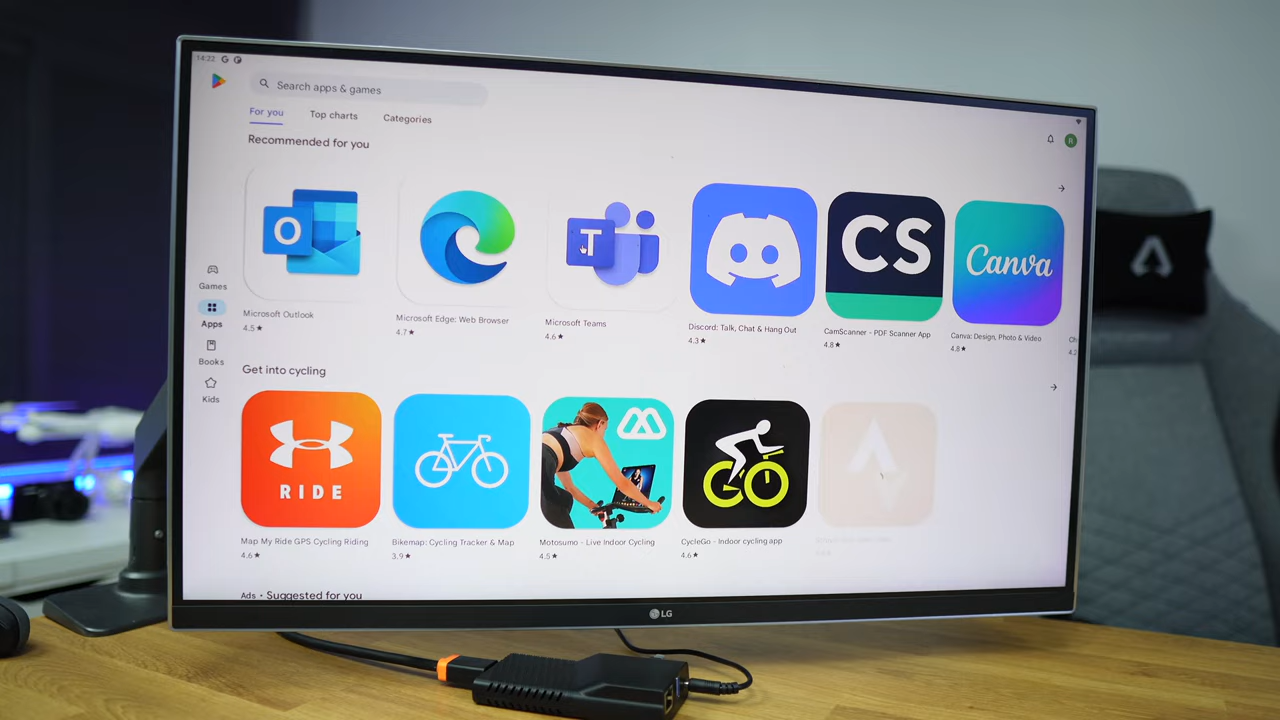 14:22
Search apps & games
For you Top charts Categories
Recommended for you
R
O
T
CS
Canva
Microsoft Outlook
4.5★
Microsoft Edge: Web Browser
4.7★
Microsoft Teams
4.6★
Discord: Talk, Chat & Hang Out
4.3★
CamScanner - PDF Scanner App
4.8★
Canva: Design, Photo & Video
4.8★
Games
Apps
Books
Kids
Get into cycling
RIDE
Map My Ride GPS Cycling Riding
4.6★
Bikemap: Cycling Tracker & Map
3.9★
Motosumo - Live Indoor Cycling
4.5★
CycleGo - Indoor cycling app
4.6★
Ads • Suggested for you
LG